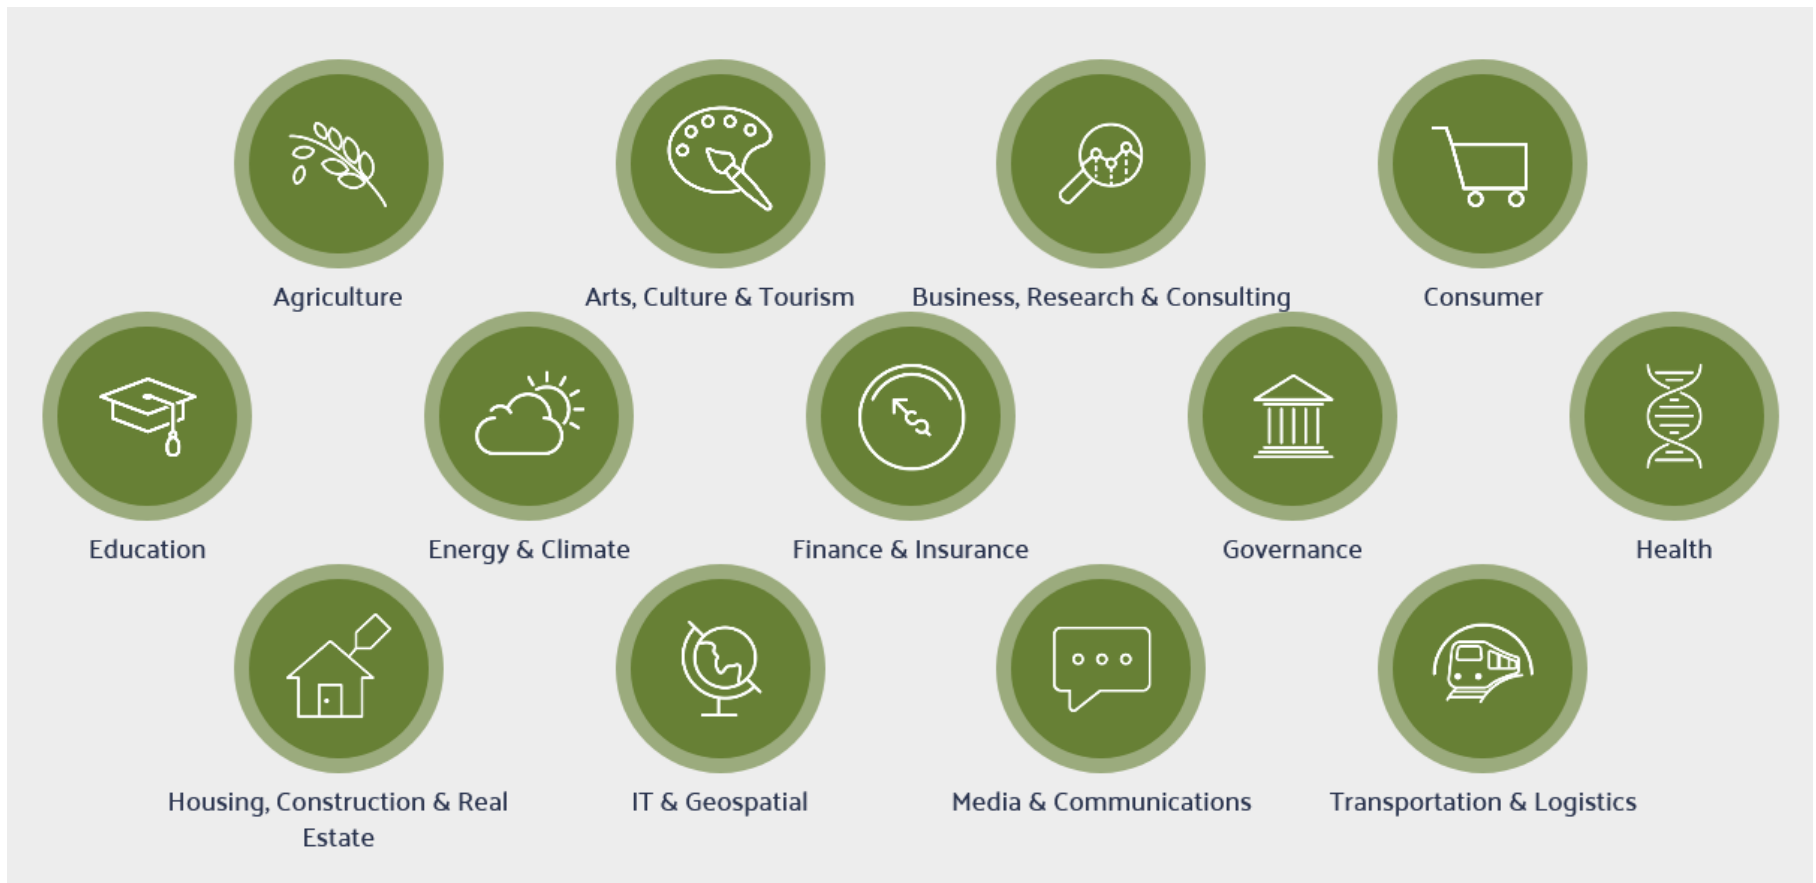 Agriculture
Arts, Culture & Tourism
Business, Research & Consulting
Consumer
Education
Energy & Climate
Finance & Insurance
Governance
Health
Housing, Construction & Real
Estate
IT & Geospatial
Media & Communications
Transportation & Logistics